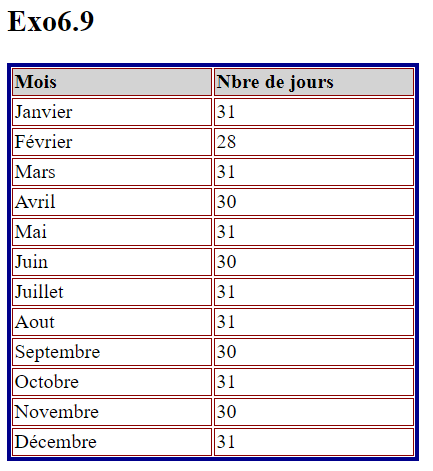 Exo6.9
Mois Nbre de jours
Janvier 31
Février 28
Mars 31
Avril 30
Mai 31
Juin 30
Juillet 31
Aout 31
Septembre 30
Octobre 31
Novembre 30
Décembre 31